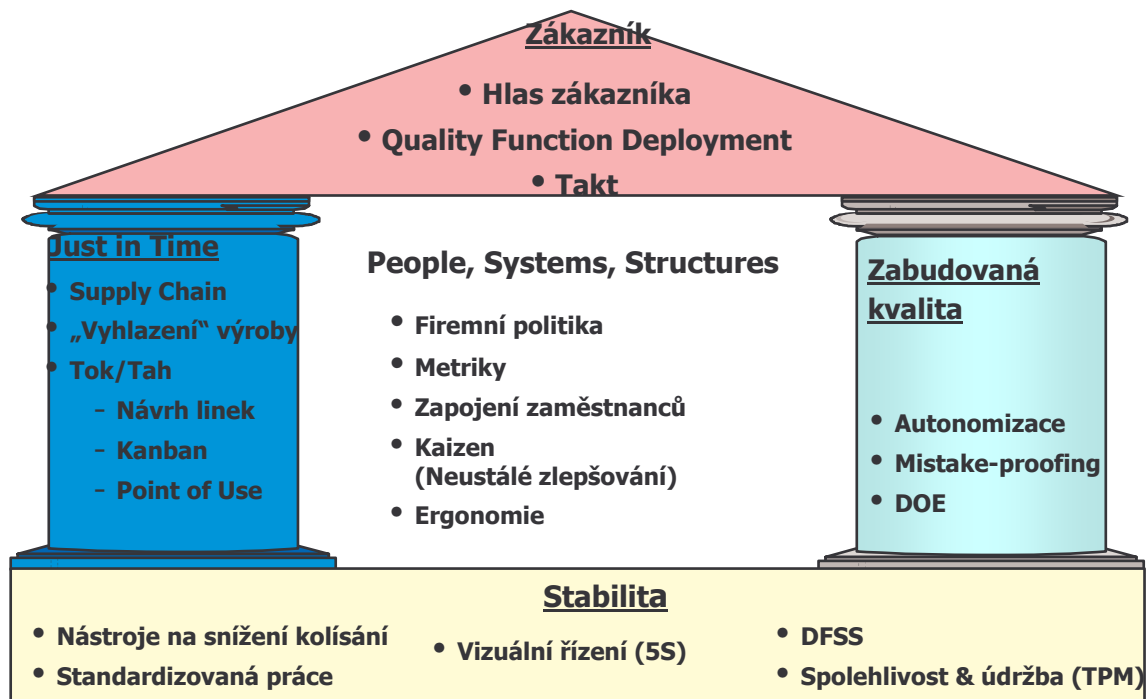 Zákazník
• Hlas zákazníka
• Quality Function Deployment
• Takt
Just in Time
• Supply Chain
• „Vyhlazení“ výroby
• Tok/Tah
– Návrh linek
– Kanban
– Point of Use
People, Systems, Structures
• Firemní politika
• Metriky
• Zapojení zaměstnanců
• Kaizen
(Neustálé zlepšování)
• Ergonomie
Zabudovaná
kvalita
• Autonomizace
• Mistake-proofing
• DOE
Stabilita
• Nástroje na snížení kolísání
• Standardizovaná práce
• Vizuální řízení (5S)
• DFSS
• Spolehlivost & údržba (TPM)